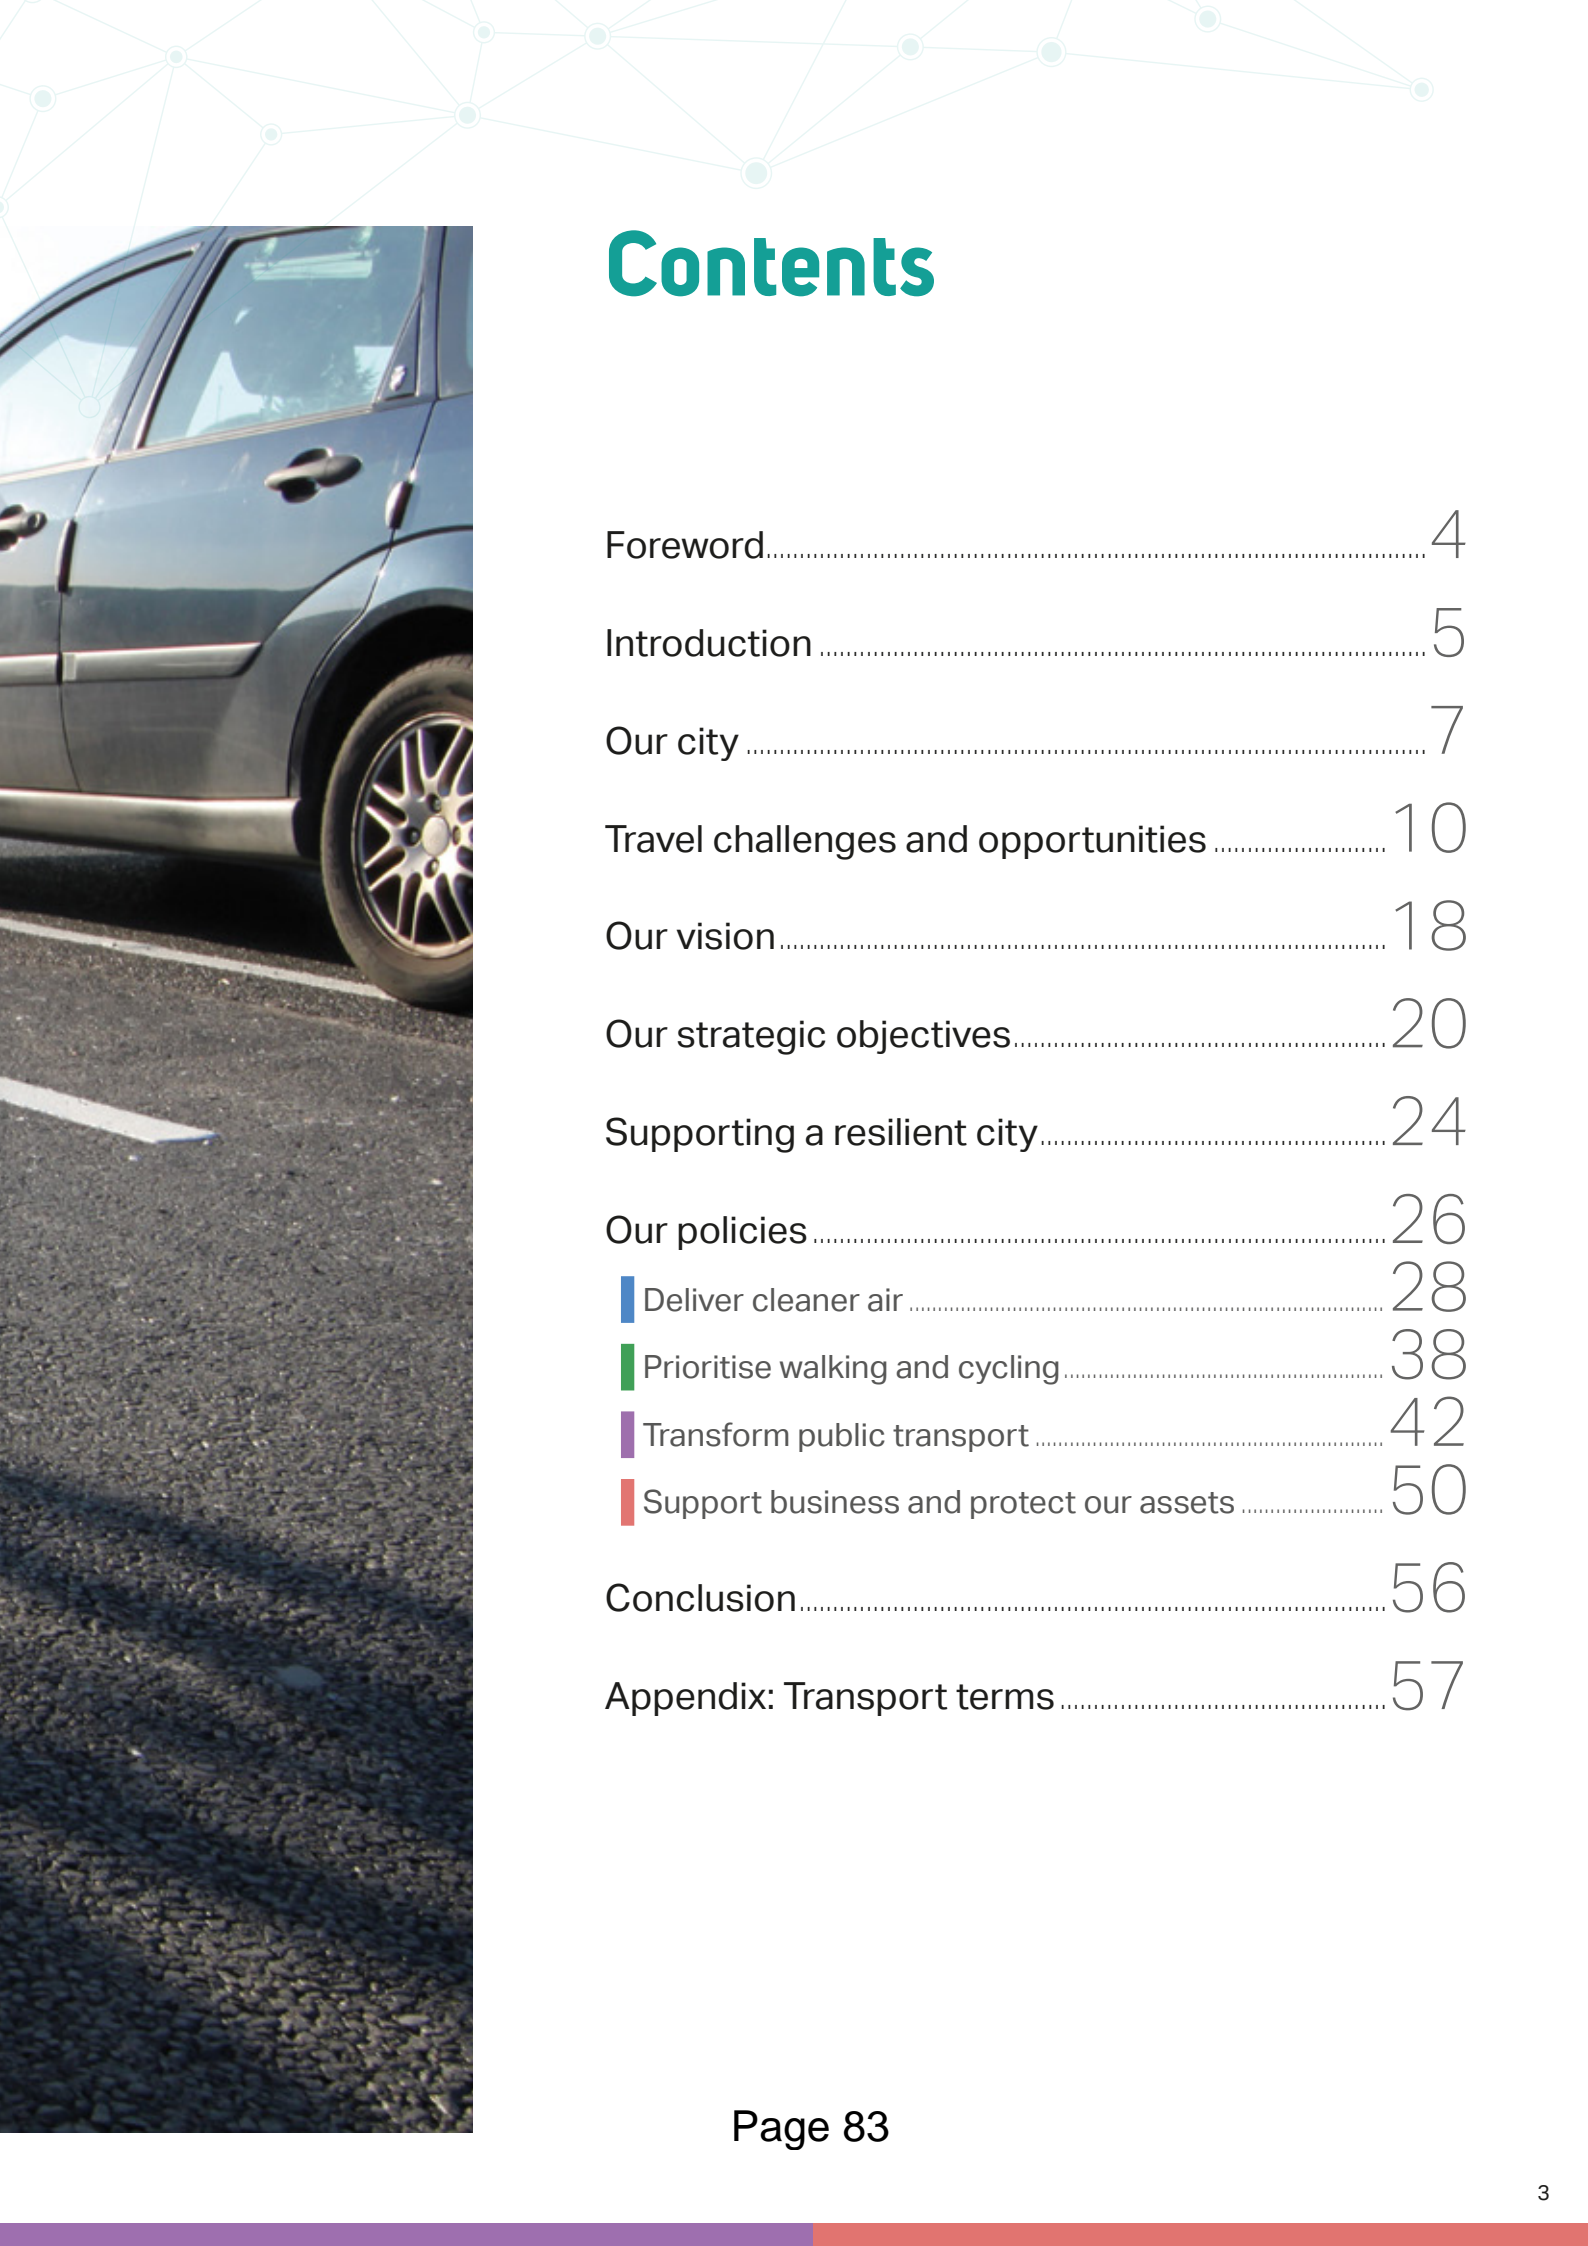 Contents
Foreword 4
Introduction 5
Our city 7
Travel challenges and opportunities 10
Our vision 18
Our strategic objectives 20
Supporting a resilient city 24
Our policies 26
Deliver cleaner air 28
Prioritise walking and cycling 38
Transform public transport 42
Support business and protect our assets 50
Conclusion 56
Appendix: Transport terms 57
Page 83
3